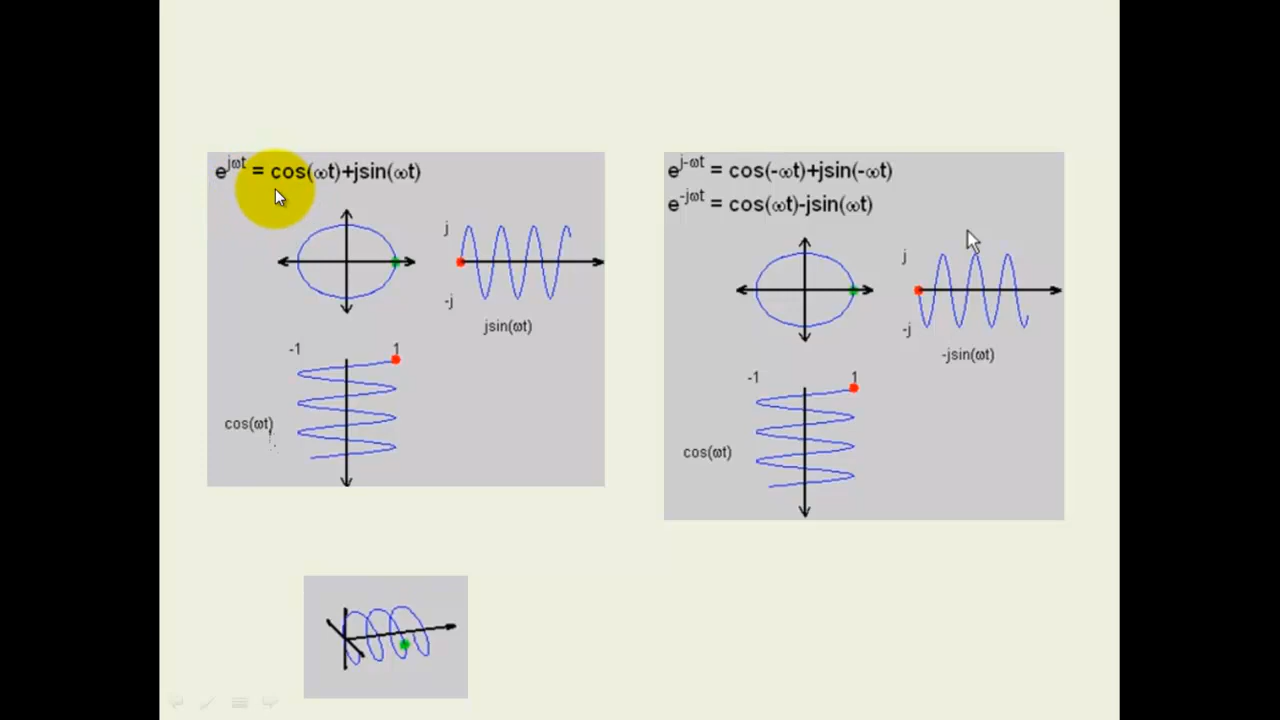 e^jωt = cos(ωt)+jsin(ωt)
j
-j
jsin(ωt)
-1 1
cos(ωt)
e^j-ωt = cos(-ωt)+jsin(-ωt)
e^-jωt = cos(ωt)-jsin(ωt)
j
-j
-jsin(ωt)
-1 1
cos(ωt)